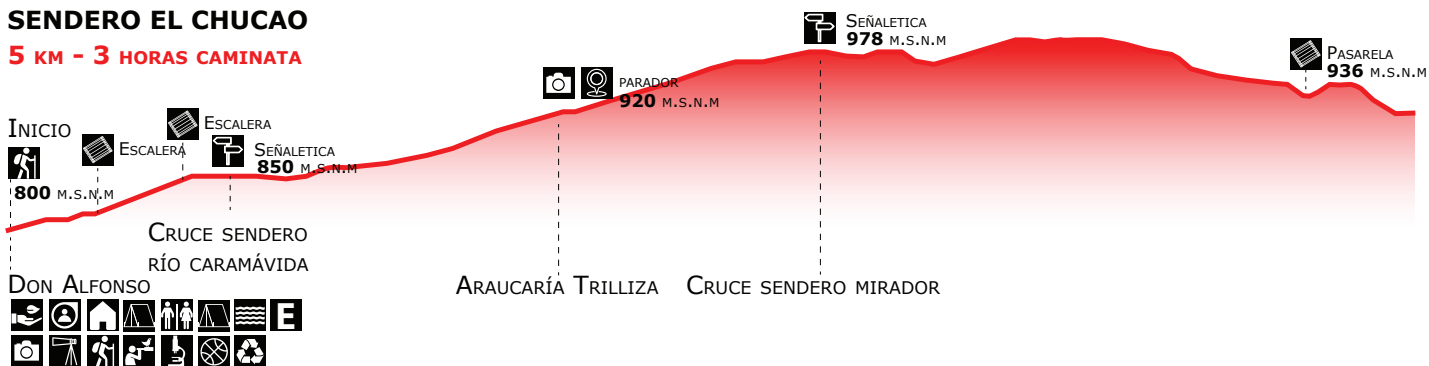 SENDERO EL CHUCAO
5 KM – 3 HORAS CAMINATA
SEÑALETICA
978 M.S.N.M
PASARELA
936 M.S.N.M
PARADOR
920 M.S.N.M
INICIO
ESCALERA
ESCALERA
SEÑALETICA
850 M.S.N.M
800 M.S.N.M
CRUCE SENDERO
RÍO CARAMÁVIDA
DON ALFONSO
ARAUCARÍA TRILLIZA
CRUCE SENDERO MIRADOR
E